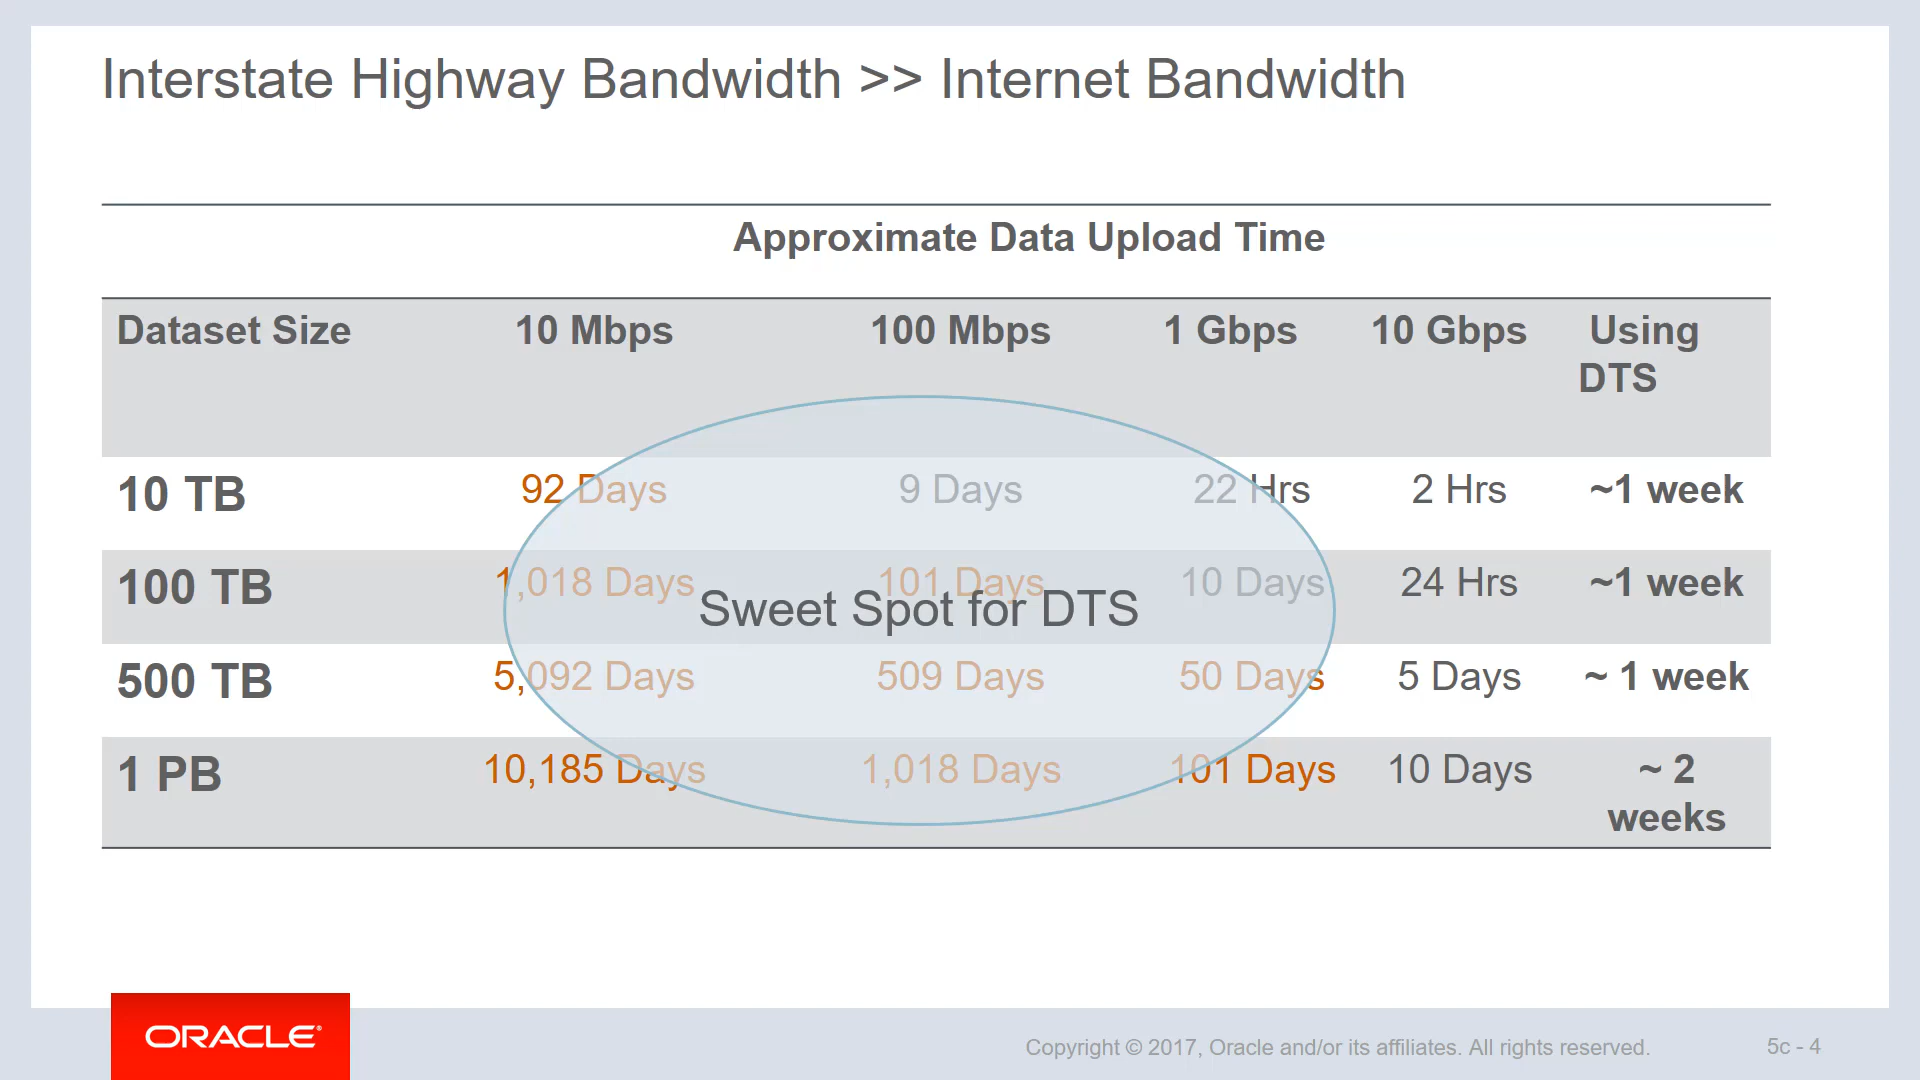 Interstate Highway Bandwidth >> Internet Bandwidth
Approximate Data Upload Time
Dataset Size 10 Mbps 100 Mbps 1 Gbps 10 Gbps Using
DTS
10 TB 92 Days 9 Days 22 Hrs 2 Hrs ~1 week
100 TB 1,018 Days 101 Days 10 Days 24 Hrs ~1 week
Sweet Spot for DTS
500 TB 5,092 Days 509 Days 50 Days 5 Days ~ 1 week
1 PB 10,185 Days 1,018 Days 101 Days 10 Days ~ 2
weeks
ORACLE®
Copyright © 2017, Oracle and/or its affiliates. All rights reserved. 5c - 4